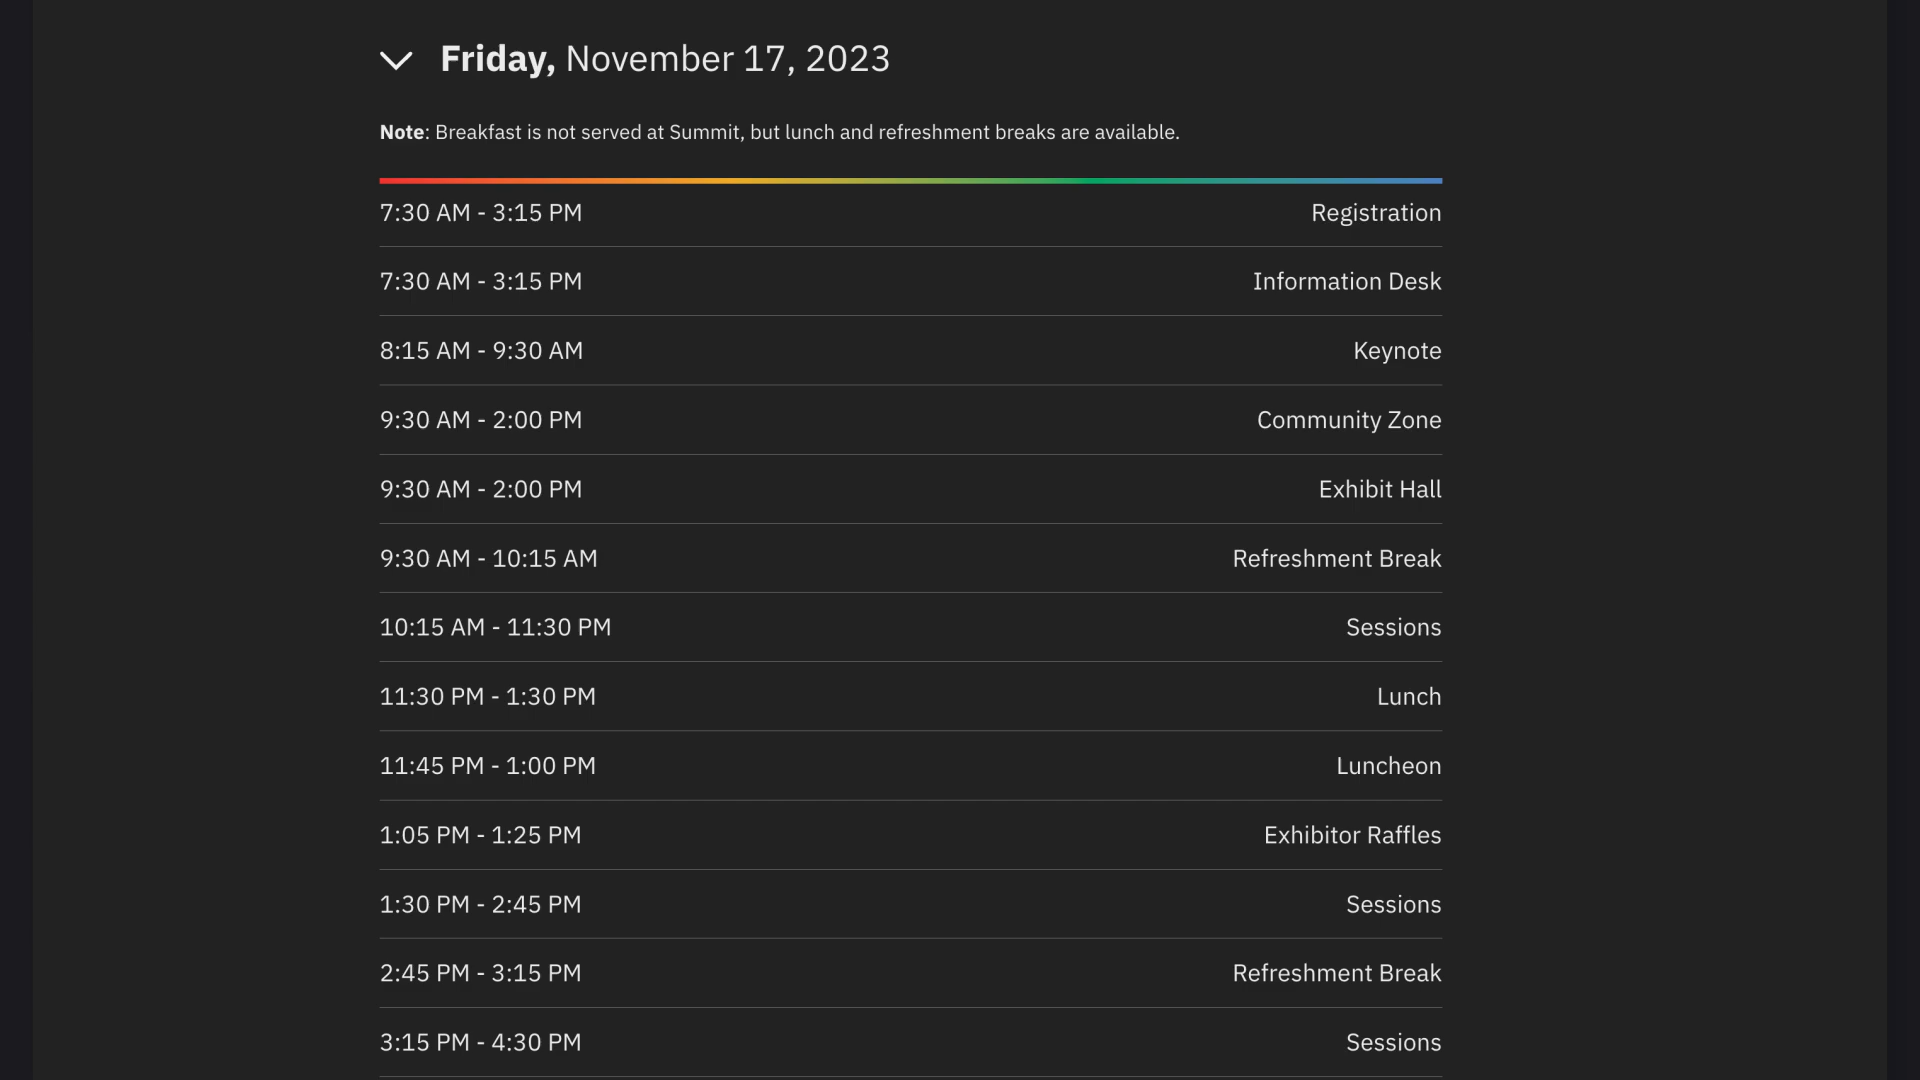 Friday, November 17, 2023
Note: Breakfast is not served at Summit, but lunch and refreshment breaks are available.
7:30 AM - 3:15 PM Registration
7:30 AM - 3:15 PM Information Desk
8:15 AM - 9:30 AM Keynote
9:30 AM - 2:00 PM Community Zone
9:30 AM - 2:00 PM Exhibit Hall
9:30 AM - 10:15 AM Refreshment Break
10:15 AM - 11:30 PM Sessions
11:30 PM - 1:30 PM Lunch
11:45 PM - 1:00 PM Luncheon
1:05 PM - 1:25 PM Exhibitor Raffles
1:30 PM - 2:45 PM Sessions
2:45 PM - 3:15 PM Refreshment Break
3:15 PM - 4:30 PM Sessions